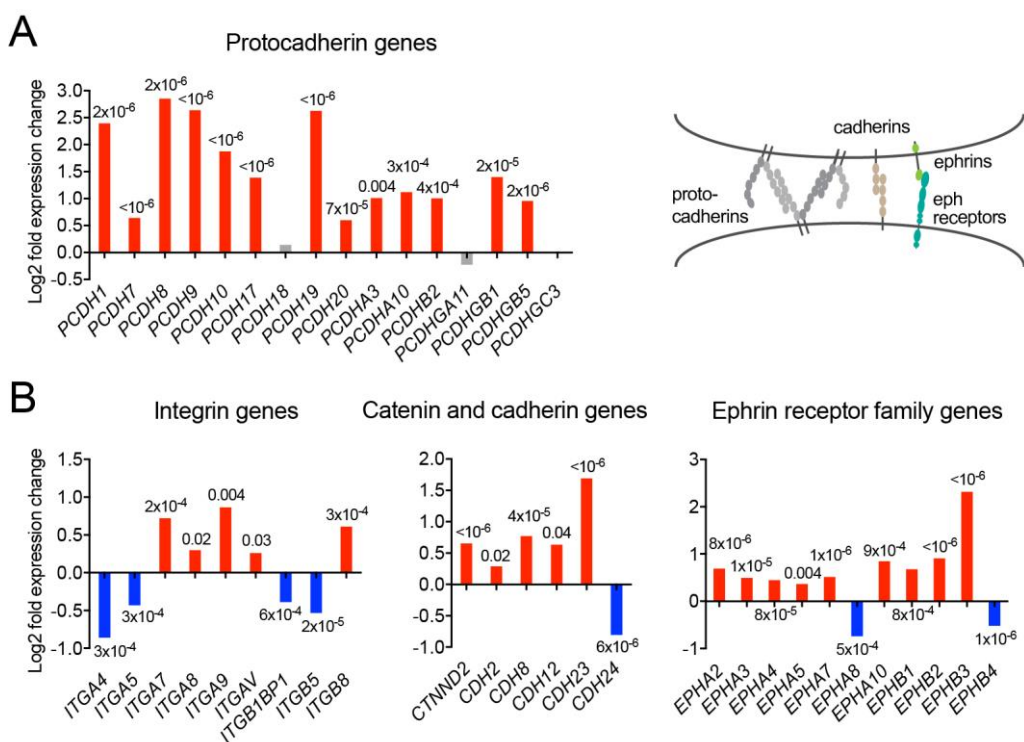 A
Protocadherin genes
Log2 fold expression change
3.0
2.5
2.0
1.5
1.0
0.5
0.0
-0.5
2x10-6
<10-6
2x10-6
<10-6
<10-6
<10-6
<10-6
7x10-5
0.004
3x10-4
4x10-4
2x10-5
2x10-6
PCDH1
PCDH7
PCDH8
PCDH9
PCDH10
PCDH17
PCDH18
PCDH19
PCDH20
PCDHA3
PCDHA10
PCDHB2
PCDHGA11
PCDHGB1
PCDHGB5
PCDHGC3
cadherins
ephrins
proto-
cadherins
eph
receptors
B
Integrin genes
Log2 fold expression change
1.5
1.0
0.5
0.0
-0.5
-1.0
3x10-4
3x10-4
2x10-4
0.02
0.004
0.03
6x10-4
2x10-5
3x10-4
ITGA4
ITGA5
ITGA7
ITGA8
ITGA9
ITGAV
ITGB1BP1
ITGB5
ITGB8
Catenin and cadherin genes
2.0
1.5
1.0
0.5
0.0
-0.5
-1.0
<10-6
0.02
4x10-5
0.04
<10-6
6x10-6
CTNND2
CDH2
CDH8
CDH12
CDH23
CDH24
Ephrin receptor family genes
3
2
1
0
-1
8x10-6
1x10-5
8x10-5
0.004
1x10-6
5x10-4
9x10-4
8x10-4
<10-6
<10-6
1x10-6
EPHA2
EPHA3
EPHA4
EPHA5
EPHA7
EPHA8
EPHA10
EPHB1
EPHB2
EPHB3
EPHB4